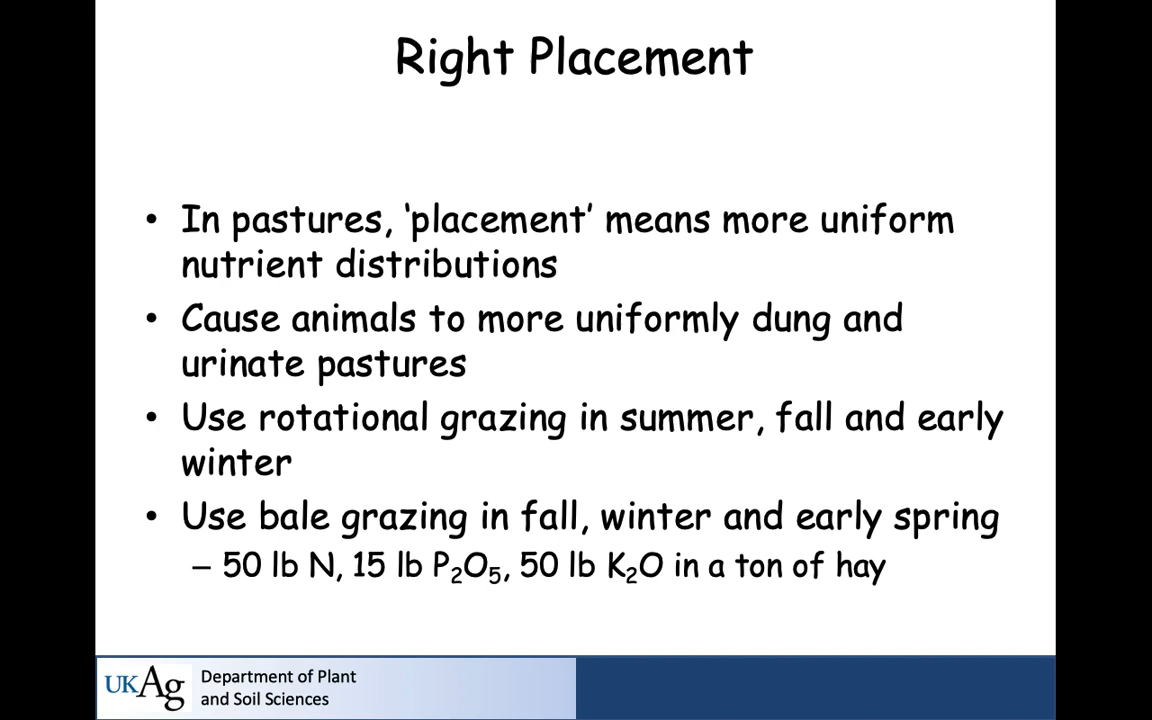 Right Placement
• In pastures, ‘placement’ means more uniform
nutrient distributions
• Cause animals to more uniformly dung and
urinate pastures
• Use rotational grazing in summer, fall and early
winter
• Use bale grazing in fall, winter and early spring
– 50 lb N, 15 lb P₂O₅, 50 lb K₂O in a ton of hay
UKAg
Department of Plant
and Soil Sciences